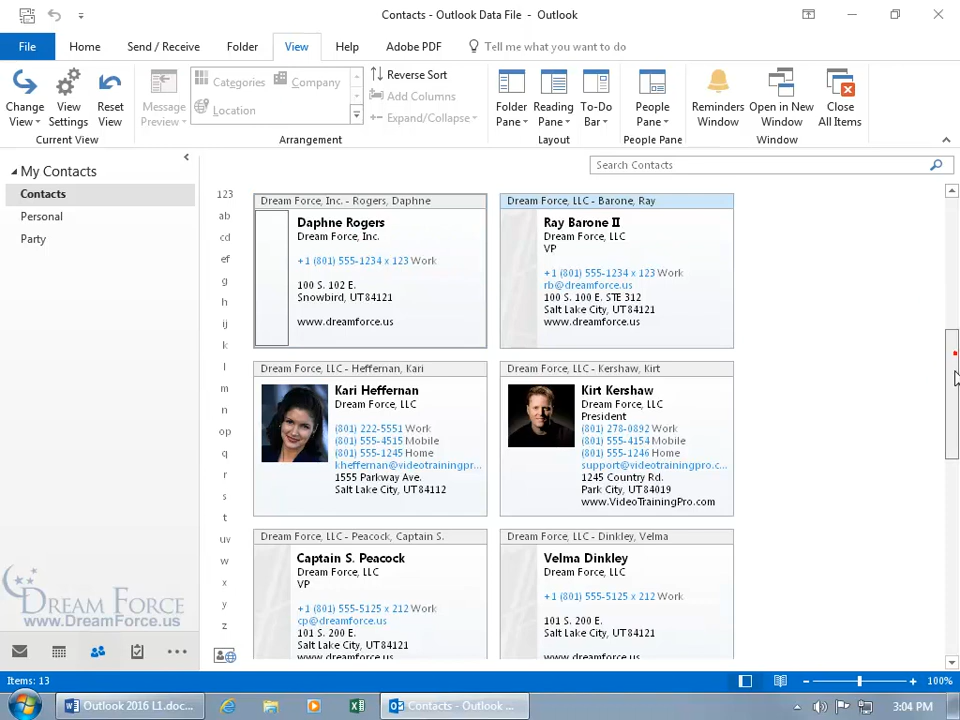 Contacts - Outlook Data File - Outlook
File Home Send / Receive Folder View Help Adobe PDF Tell me what you want to do
Change View View Settings Reset View
Current View
Message Preview Categories Company Location
Reverse Sort
Add Columns
Expand/Collapse
Arrangement
Folder Pane Reading Pane To-Do Bar
Layout
People Pane
People Pane
Reminders Window Open in New Window Close All Items
Window
My Contacts
Contacts
Personal
Party
Search Contacts
123
ab
cd
ef
g
h
ij
k
l
m
n
op
q
r
s
t
uv
w
x
y
z
Dream Force, Inc. - Rogers, Daphne
Daphne Rogers
Dream Force, Inc.
+1 (801) 555-1234 x 123 Work
100 S. 102 E.
Snowbird, UT 84121
www.dreamforce.us
Dream Force, LLC - Barone, Ray
Ray Barone II
Dream Force, LLC
VP
+1 (801) 555-1234 x 123 Work
rb@dreamforce.us
100 S. 100 E. STE 312
Salt Lake City, UT 84121
www.dreamforce.us
Dream Force, LLC - Heffernan, Kari
Kari Heffernan
Dream Force, LLC
(801) 222-5551 Work
(801) 555-4515 Mobile
(801) 555-1245 Home
kheffernan@videotrainingpr...
1555 Parkway Ave.
Salt Lake City, UT 84112
Dream Force, LLC - Kershaw, Kirt
Kirt Kershaw
Dream Force, LLC
President
(801) 278-0892 Work
(801) 555-4154 Mobile
(801) 555-1246 Home
support@videotrainingpro.c...
1245 Country Rd.
Park City, UT 84019
www.VideoTrainingPro.com
Dream Force, LLC - Peacock, Captain S.
Captain S. Peacock
Dream Force, LLC
VP
+1 (801) 555-5125 x 212 Work
cp@dreamforce.us
101 S. 200 E.
Salt Lake City, UT 84121
www.dreamforce.us
Dream Force, LLC - Dinkley, Velma
Velma Dinkley
Dream Force, LLC
+1 (801) 555-5125 x 212 Work
101 S. 200 E.
Salt Lake City, UT 84121
www.dreamforce.us
DREAM FORCE
www.DreamForce.us
Items: 13
100%
Outlook 2016 L1.doc...
Contacts - Outlook ...
3:04 PM